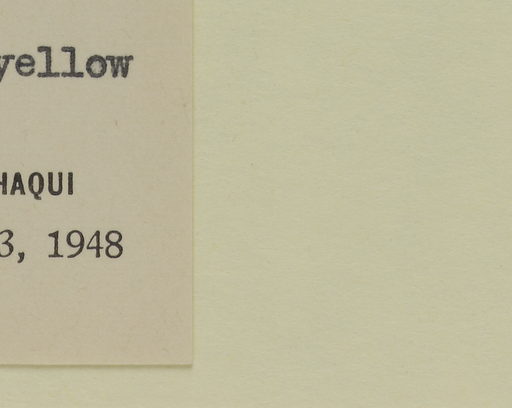 yellow
HAQUI
3, 1948